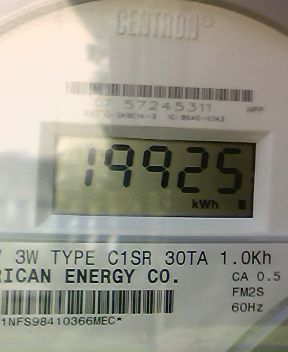 CENTRON®
57245311
19925
kWh
3W TYPE C1SR 30TA 1.0Kh
RICAN ENERGY CO.
CA 0.5
FM2S
60Hz
1NFS98410366MEC*